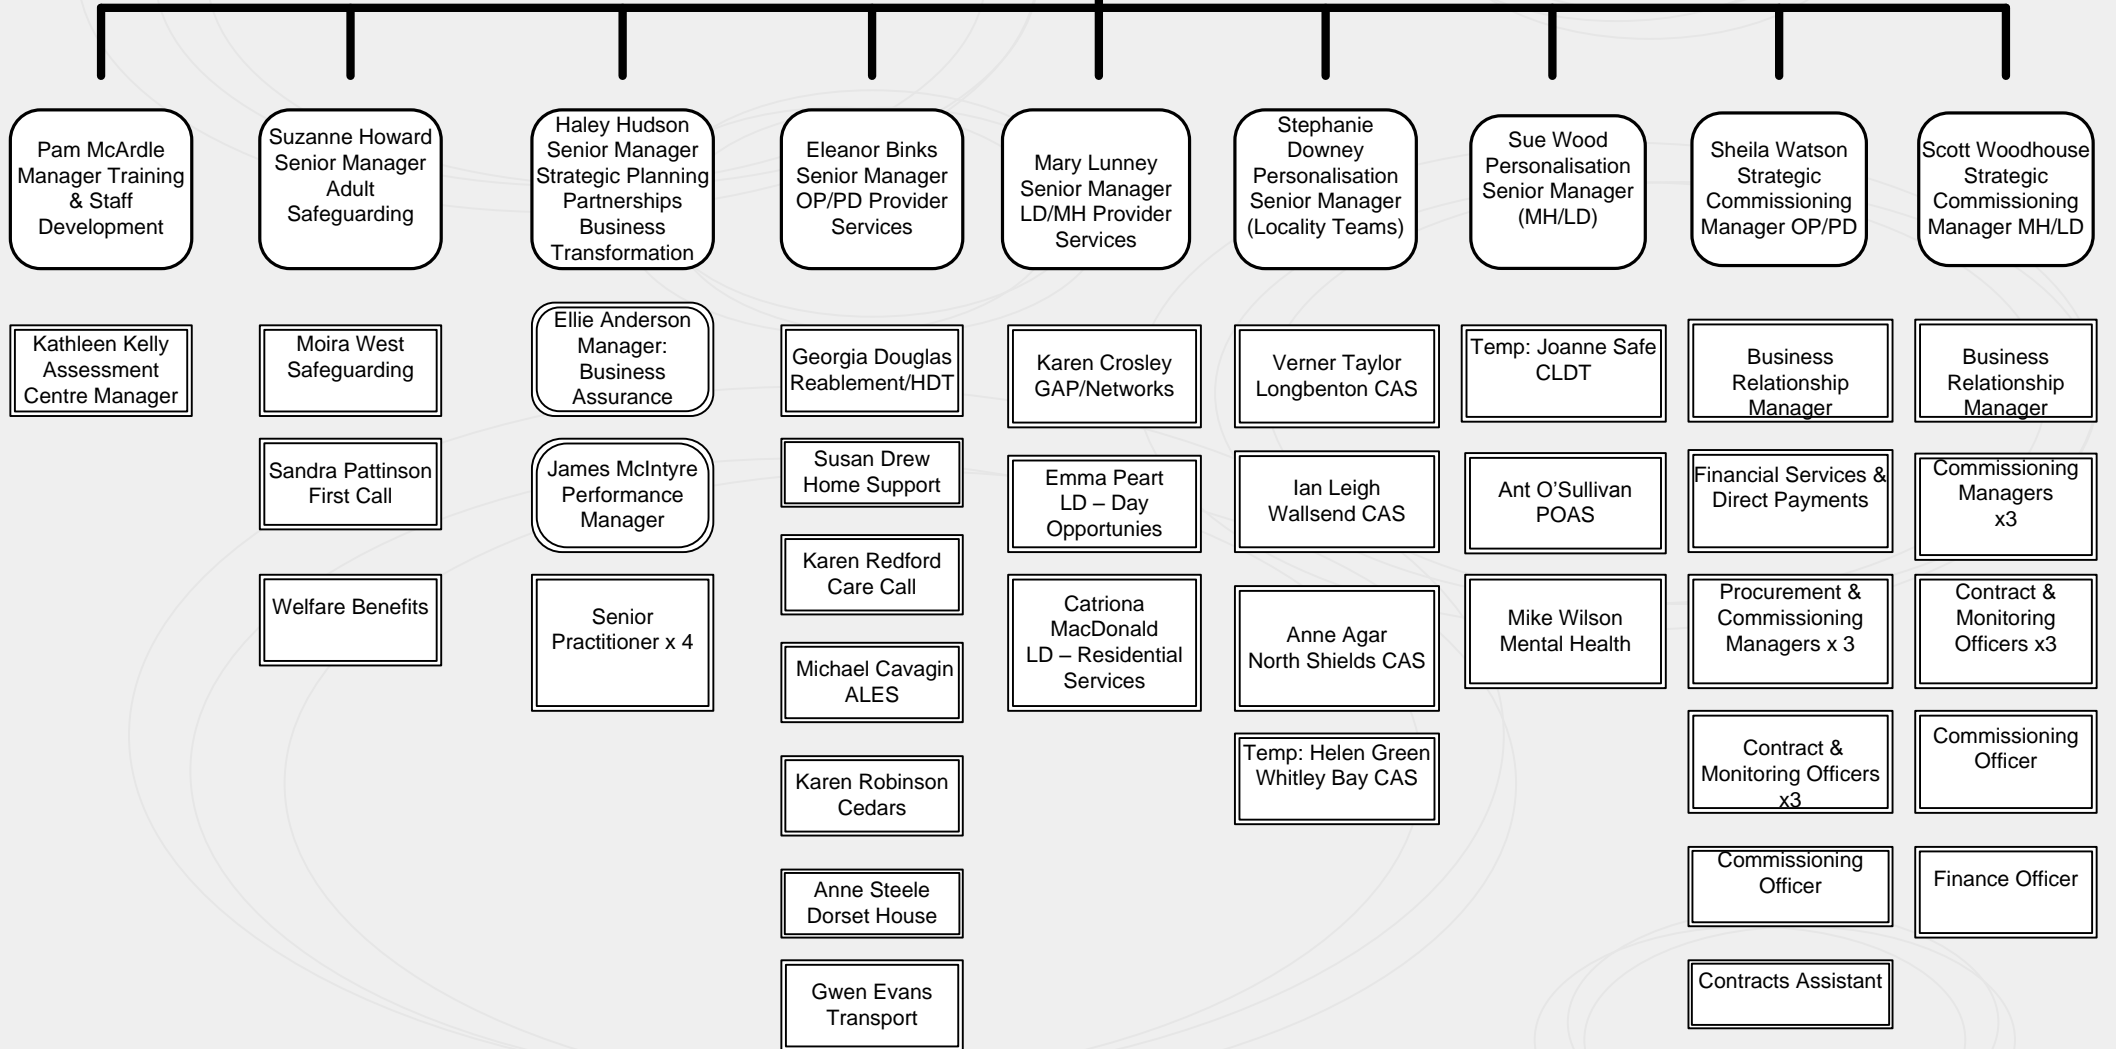 Pam McArdle
Manager Training
& Staff
Development
Suzanne Howard
Senior Manager
Adult
Safeguarding
Haley Hudson
Senior Manager
Strategic Planning
Partnerships
Business
Transformation
Eleanor Binks
Senior Manager
OP/PD Provider
Services
Mary Lunney
Senior Manager
LD/MH Provider
Services
Stephanie
Downey
Personalisation
Senior Manager
(Locality Teams)
Sue Wood
Personalisation
Senior Manager
(MH/LD)
Sheila Watson
Strategic
Commissioning
Manager OP/PD
Scott Woodhouse
Strategic
Commissioning
Manager MH/LD
Kathleen Kelly
Assessment
Centre Manager
Moira West
Safeguarding
Sandra Pattinson
First Call
Welfare Benefits
Ellie Anderson
Manager:
Business
Assurance
James McIntyre
Performance
Manager
Senior
Practitioner x 4
Georgia Douglas
Reablement/HDT
Susan Drew
Home Support
Karen Redford
Care Call
Michael Cavagin
ALES
Karen Robinson
Cedars
Anne Steele
Dorset House
Gwen Evans
Transport
Karen Crosley
GAP/Networks
Emma Peart
LD – Day
Opportunies
Catriona
MacDonald
LD – Residential
Services
Verner Taylor
Longbenton CAS
Ian Leigh
Wallsend CAS
Anne Agar
North Shields CAS
Temp: Helen Green
Whitley Bay CAS
Temp: Joanne Safe
CLDT
Ant O’Sullivan
POAS
Mike Wilson
Mental Health
Business
Relationship
Manager
Financial Services &
Direct Payments
Procurement &
Commissioning
Managers x 3
Contract &
Monitoring Officers
x3
Commissioning
Officer
Contracts Assistant
Business
Relationship
Manager
Commissioning
Managers
x3
Contract &
Monitoring
Officers x3
Commissioning
Officer
Finance Officer